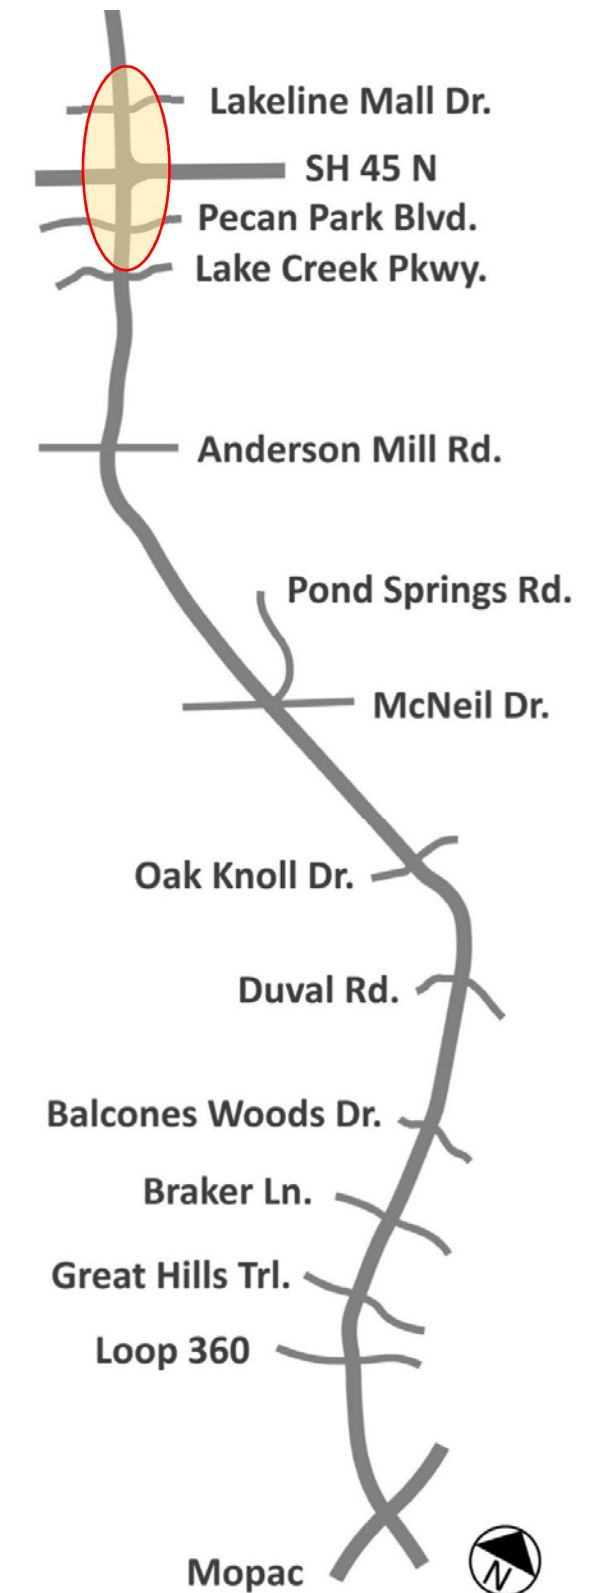 Lakeline Mall Dr.
SH 45 N
Pecan Park Blvd.
Lake Creek Pkwy.
Anderson Mill Rd.
Pond Springs Rd.
McNeil Dr.
Oak Knoll Dr.
Duval Rd.
Balcones Woods Dr.
Braker Ln.
Great Hills Trl.
Loop 360
Mopac
N